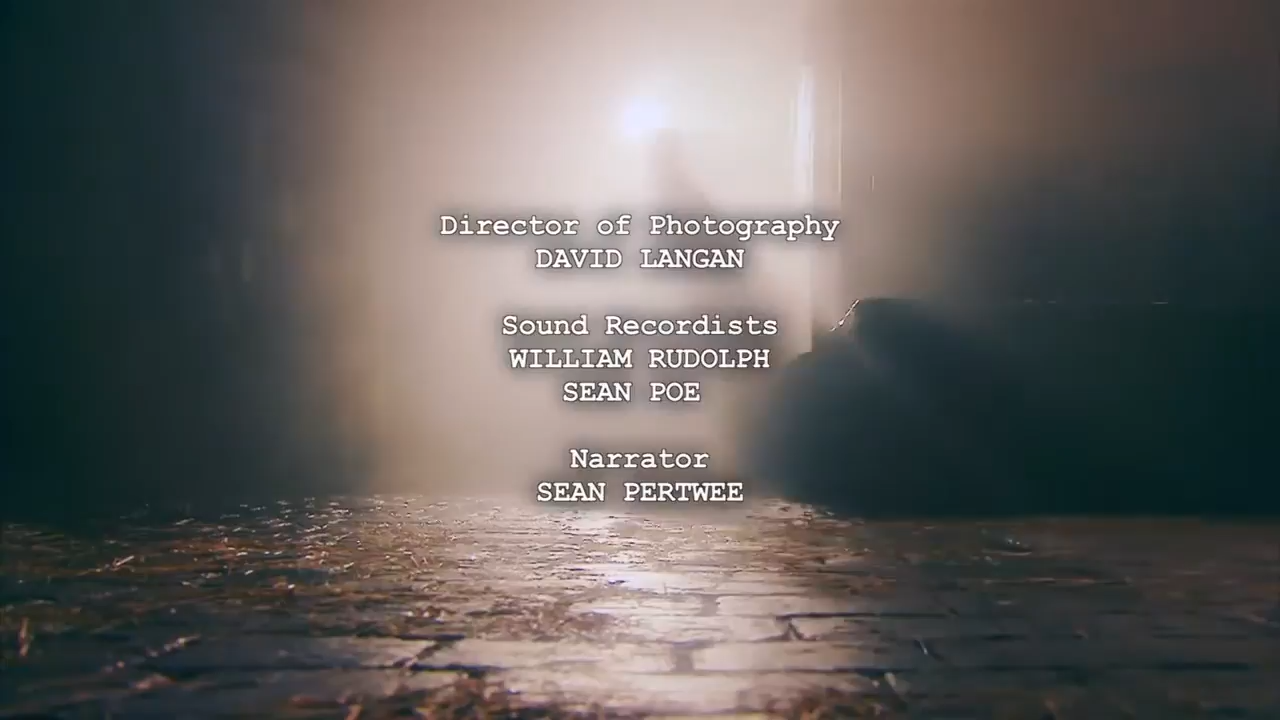 Director of Photography
DAVID LANGAN
Sound Recordists
WILLIAM RUDOLPH
SEAN POE
Narrator
SEAN PERTWEE